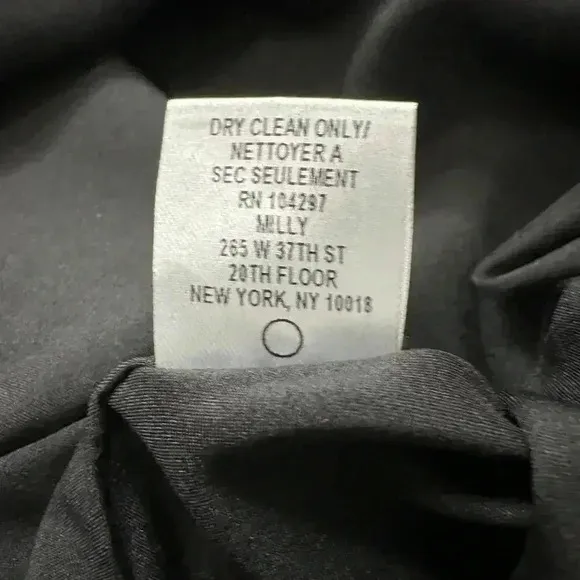 DRY CLEAN ONLY/
NETTOYER A
SEC SEULEMENT
RN 104297
MILLY
265 W 37TH ST
20TH FLOOR
NEW YORK, NY 10018